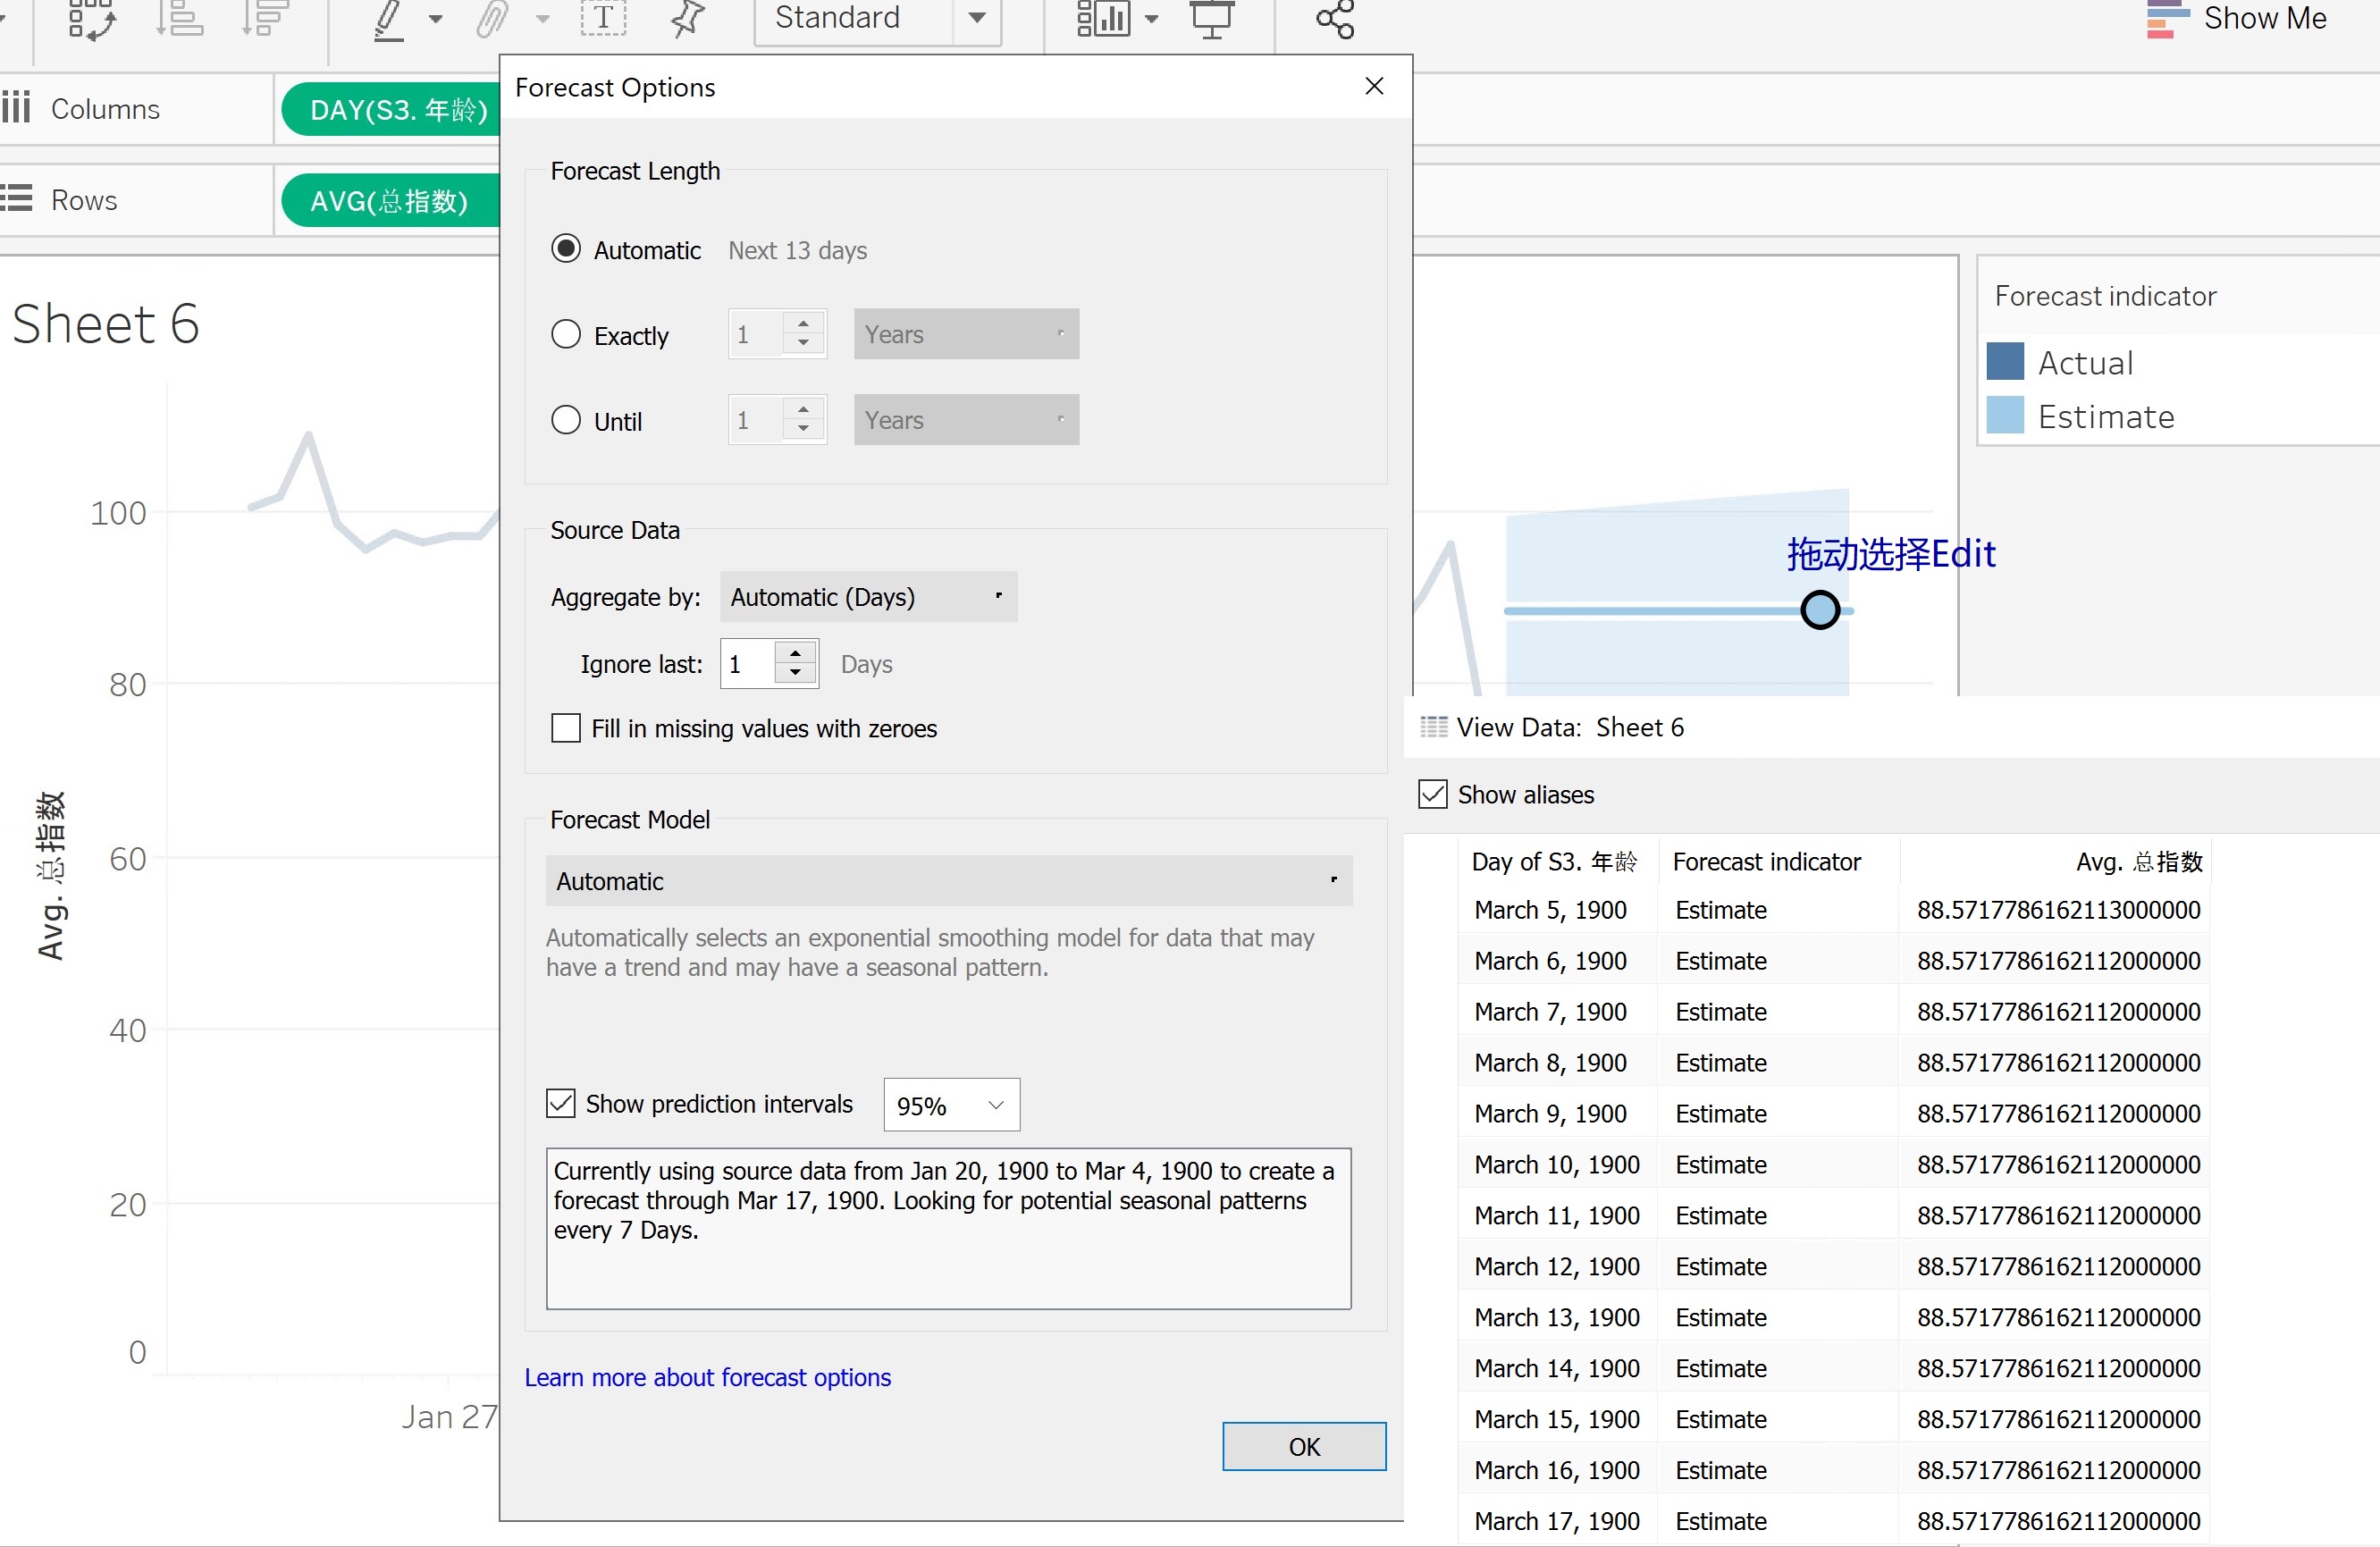 Standard
Show Me
Columns
DAY(S3. 年龄)
Rows
AVG(总指数)
Sheet 6
100
80
60
40
20
0
Avg. 总指数
Jan 27
Forecast Options
Forecast Length
Automatic Next 13 days
Exactly 1 Years
Until 1 Years
Source Data
Aggregate by: Automatic (Days)
Ignore last: 1 Days
Fill in missing values with zeroes
Forecast Model
Automatic
Automatically selects an exponential smoothing model for data that may
have a trend and may have a seasonal pattern.
Show prediction intervals 95%
Currently using source data from Jan 20, 1900 to Mar 4, 1900 to create a
forecast through Mar 17, 1900. Looking for potential seasonal patterns
every 7 Days.
Learn more about forecast options
OK
Forecast indicator
Actual
Estimate
拖动选择Edit
View Data: Sheet 6
Show aliases
Day of S3. 年龄 Forecast indicator Avg. 总指数
March 5, 1900 Estimate 88.5717786162113000000
March 6, 1900 Estimate 88.5717786162112000000
March 7, 1900 Estimate 88.5717786162112000000
March 8, 1900 Estimate 88.5717786162112000000
March 9, 1900 Estimate 88.5717786162112000000
March 10, 1900 Estimate 88.5717786162112000000
March 11, 1900 Estimate 88.5717786162112000000
March 12, 1900 Estimate 88.5717786162112000000
March 13, 1900 Estimate 88.5717786162112000000
March 14, 1900 Estimate 88.5717786162112000000
March 15, 1900 Estimate 88.5717786162112000000
March 16, 1900 Estimate 88.5717786162112000000
March 17, 1900 Estimate 88.5717786162112000000